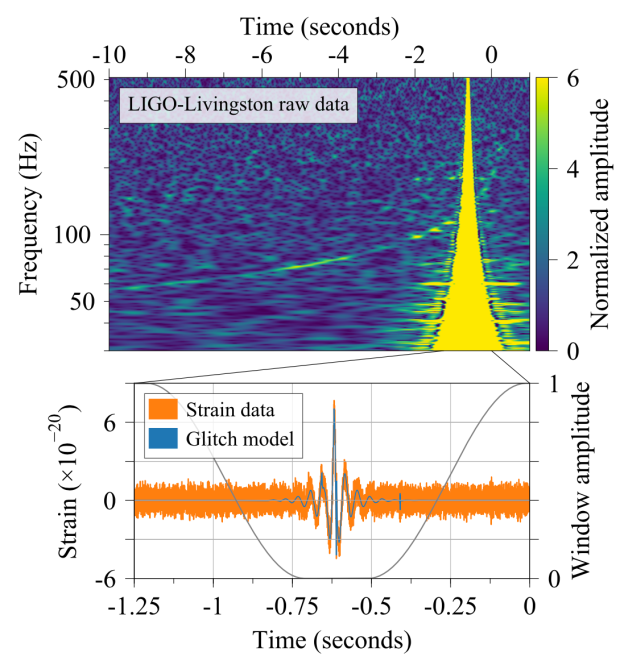 Time (seconds)
-10 -8 -6 -4 -2 0
500
100
50
Frequency (Hz)
LIGO-Livingston raw data
6
4
2
0
Normalized amplitude
6
0
-6
Strain (×10⁻²⁰)
Strain data
Glitch model
1
0
Window amplitude
-1.25 -1 -0.75 -0.5 -0.25 0
Time (seconds)